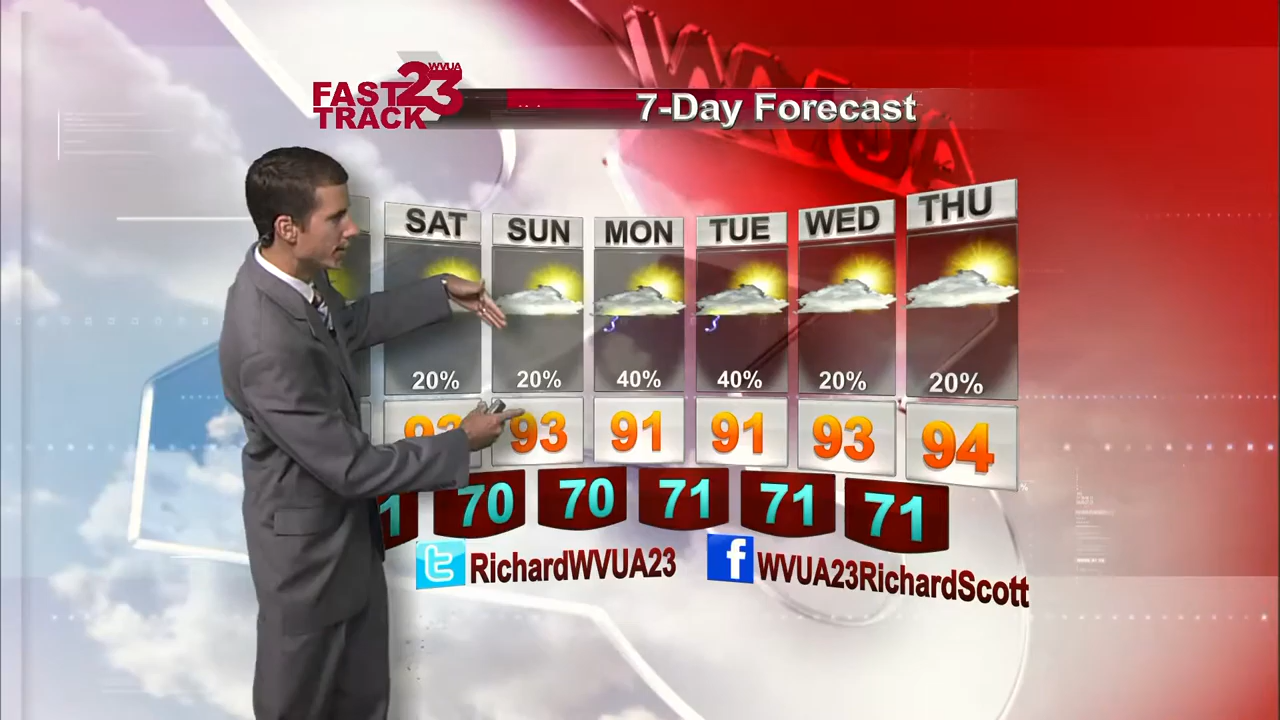 WVUA
FAST 23
TRACK
7-Day Forecast
WVUA
SAT SUN MON TUE WED THU
20% 20% 40% 40% 20% 20%
93 91 91 93 94
70 70 71 71 71
RichardWVUA23 WVUA23RichardScott